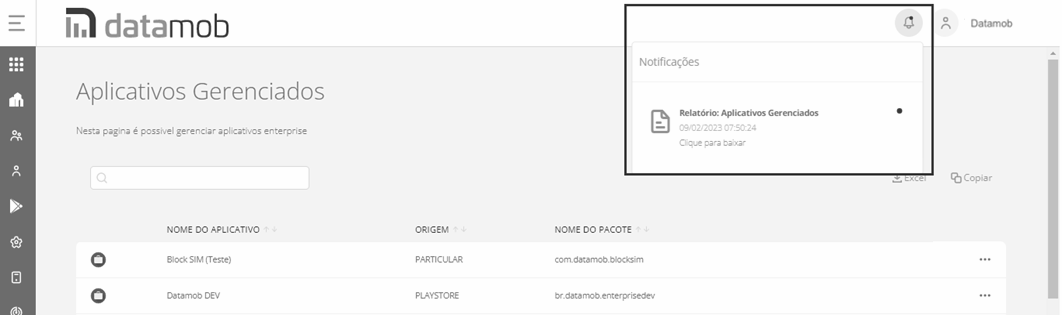 datamob
Datamob
Notificações
Aplicativos Gerenciados
Relatório: Aplicativos Gerenciados
09/02/2023 07:50:24
Nesta pagina é possivel gerenciar aplicativos enterprise
Clique para baixar
Excel
Copiar
NOME DO APLICATIVO
ORIGEM
NOME DO PACOTE
Block SIM (Teste)
PARTICULAR
com.datamob.blocksim
Datamob DEV
PLAYSTORE
br.datamob.enterprisedev